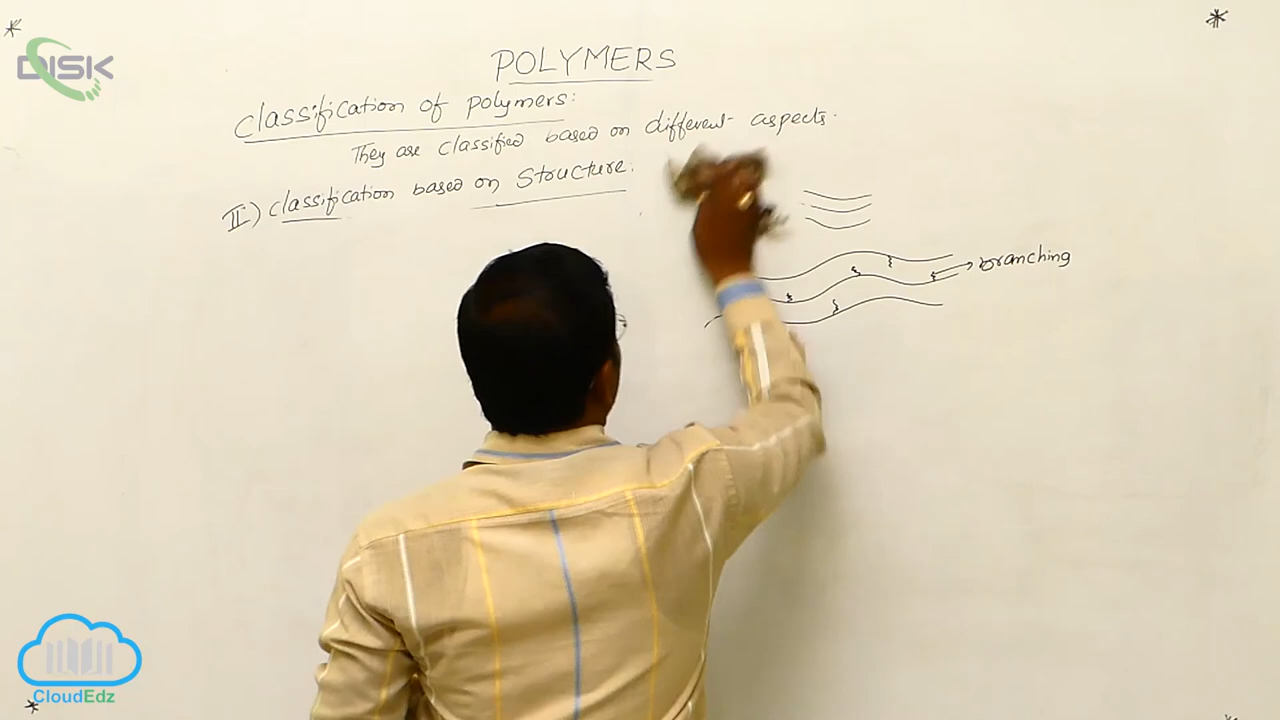 DISK
POLYMERS
Classification of polymers:
They are classified based on different aspects.
II) Classification based on Structure:
branching
CloudEdz